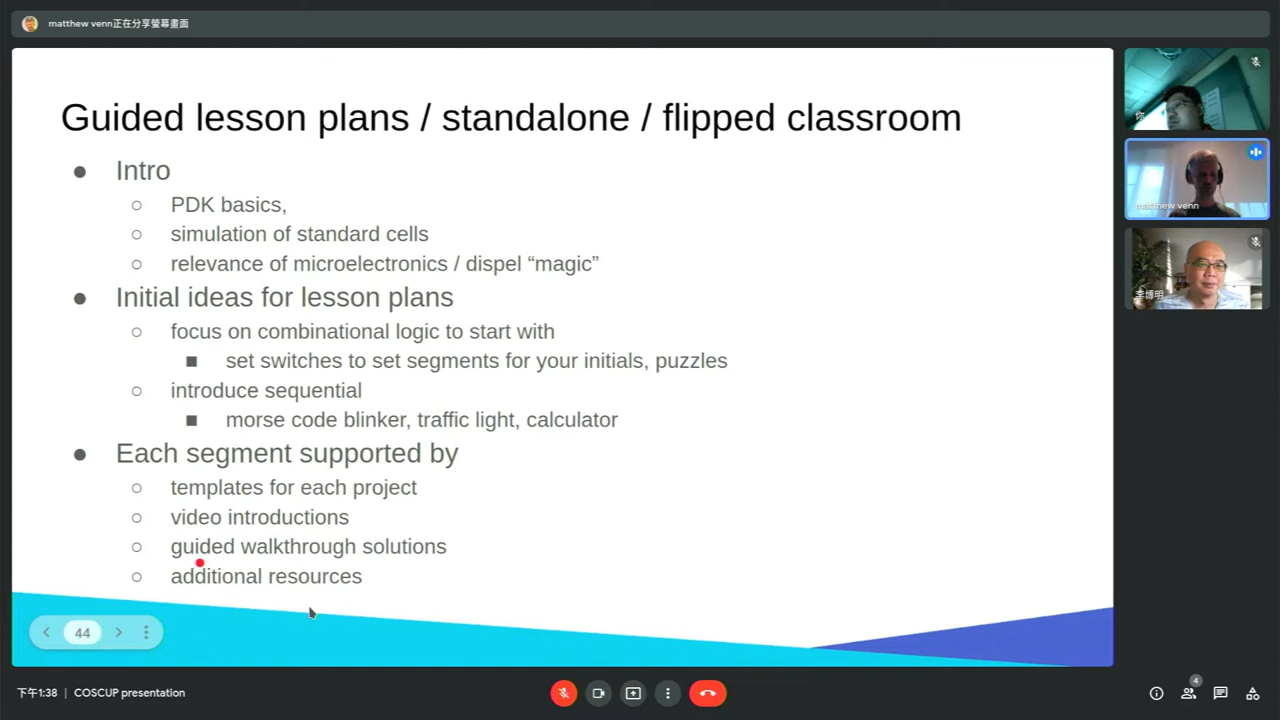 matthew venn正在分享螢幕畫面
Guided lesson plans / standalone / flipped classroom
Intro
PDK basics,
simulation of standard cells
relevance of microelectronics / dispel “magic”
Initial ideas for lesson plans
focus on combinational logic to start with
set switches to set segments for your initials, puzzles
introduce sequential
morse code blinker, traffic light, calculator
Each segment supported by
templates for each project
video introductions
guided walkthrough solutions
additional resources
44
你
matthew venn
李博明
下午1:38 | COSCUP presentation
4